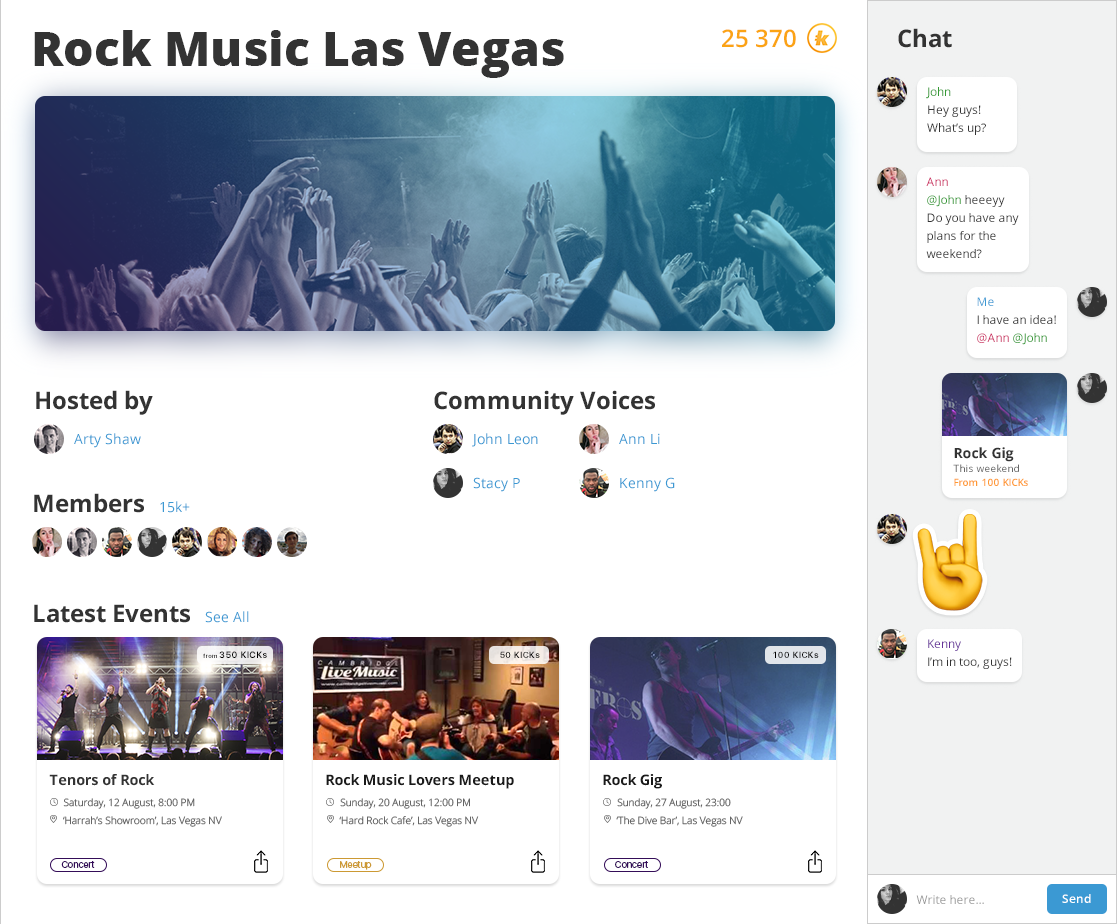 Rock Music Las Vegas
25 370 k
Hosted by
Arty Shaw
Community Voices
John Leon
Ann Li
Stacy P
Kenny G
Members 15k+
Latest Events See All
from 350 KICKs
Tenors of Rock
Saturday, 12 August, 8:00 PM
‘Harrah’s Showroom’, Las Vegas NV
Concert
50 KICKs
CAMBRIDGE
LiveMusic
Rock Music Lovers Meetup
Sunday, 20 August, 12:00 PM
‘Hard Rock Cafe’, Las Vegas NV
Meetup
100 KICKs
Rock Gig
Sunday, 27 August, 23:00
‘The Dive Bar’, Las Vegas NV
Concert
Chat
John
Hey guys!
What’s up?
Ann
@John heeeyy
Do you have any
plans for the
weekend?
Me
I have an idea!
@Ann @John
Rock Gig
This weekend
From 100 KICKs
Kenny
I’m in too, guys!
Write here...
Send